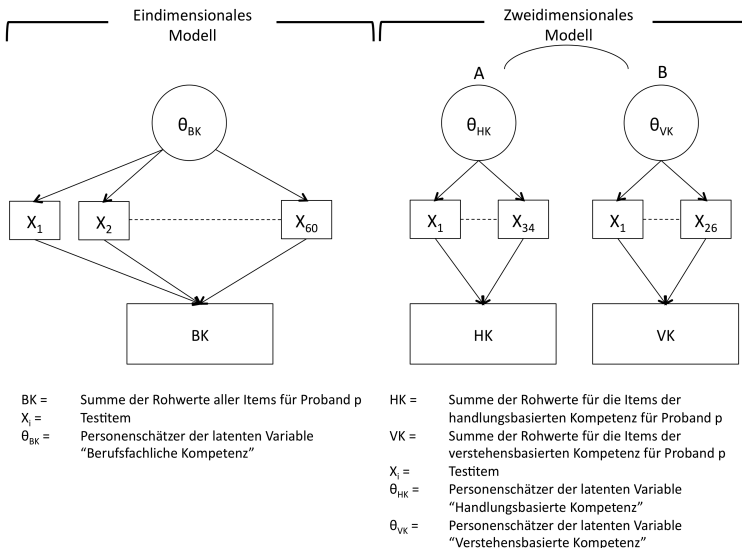 Eindimensionales
Modell
θBK
X1
X2
X60
BK
BK = Summe der Rohwerte aller Items für Proband p
Xi = Testitem
θBK = Personenschätzer der latenten Variable
“Berufsfachliche Kompetenz”
Zweidimensionales
Modell
A
B
θHK
θVK
X1
X34
X1
X26
HK
VK
HK = Summe der Rohwerte für die Items der
handlungsbasierten Kompetenz für Proband p
VK = Summe der Rohwerte für die Items der
verstehensbasierten Kompetenz für Proband p
Xi = Testitem
θHK = Personenschätzer der latenten Variable
“Handlungsbasierte Kompetenz”
θVK = Personenschätzer der latenten Variable
“Verstehensbasierte Kompetenz”